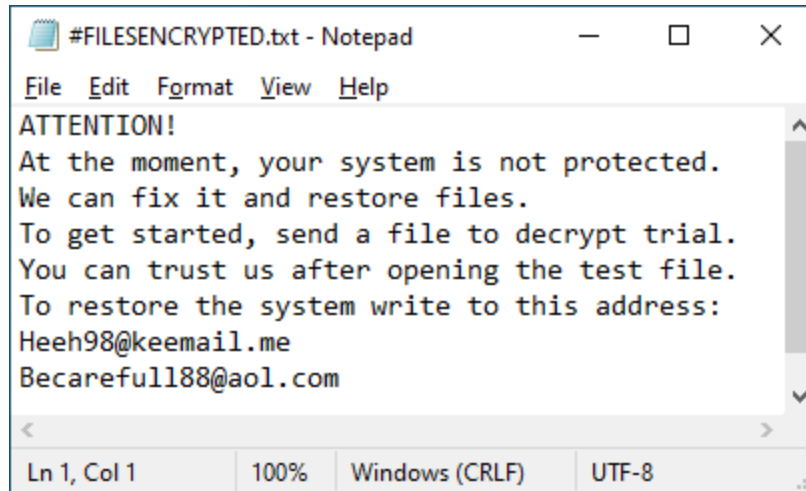 #FILESENCRYPTED.txt - Notepad
File Edit Format View Help
ATTENTION!
At the moment, your system is not protected.
We can fix it and restore files.
To get started, send a file to decrypt trial.
You can trust us after opening the test file.
To restore the system write to this address:
Heeh98@keemail.me
Becarefull88@aol.com
Ln 1, Col 1 100% Windows (CRLF) UTF-8